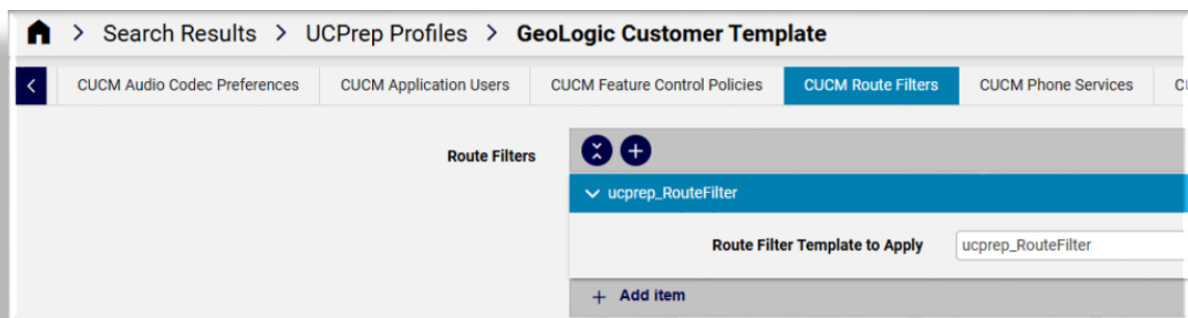 Search Results > UCPrep Profiles > GeoLogic Customer Template
CUCM Audio Codec Preferences CUCM Application Users CUCM Feature Control Policies CUCM Route Filters CUCM Phone Services
Route Filters
ucprep_RouteFilter
Route Filter Template to Apply ucprep_RouteFilter
+ Add item